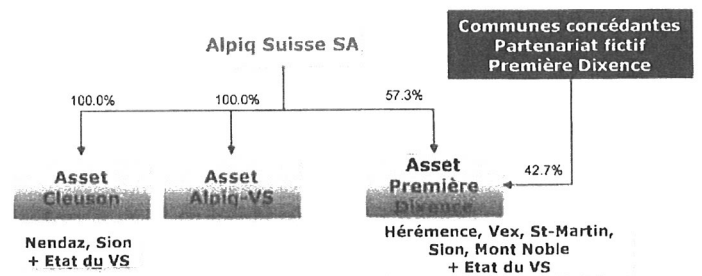 Alpiq Suisse SA
Communes concédantes
Partenariat fictif
Première Dixence
100.0%
100.0%
57.3%
42.7%
Asset
Cleuson
Asset
Alpiq-VS
Asset
Première
Dixence
Nendaz, Sion
+ Etat du VS
Hérémence, Vex, St-Martin,
Sion, Mont Noble
+ Etat du VS